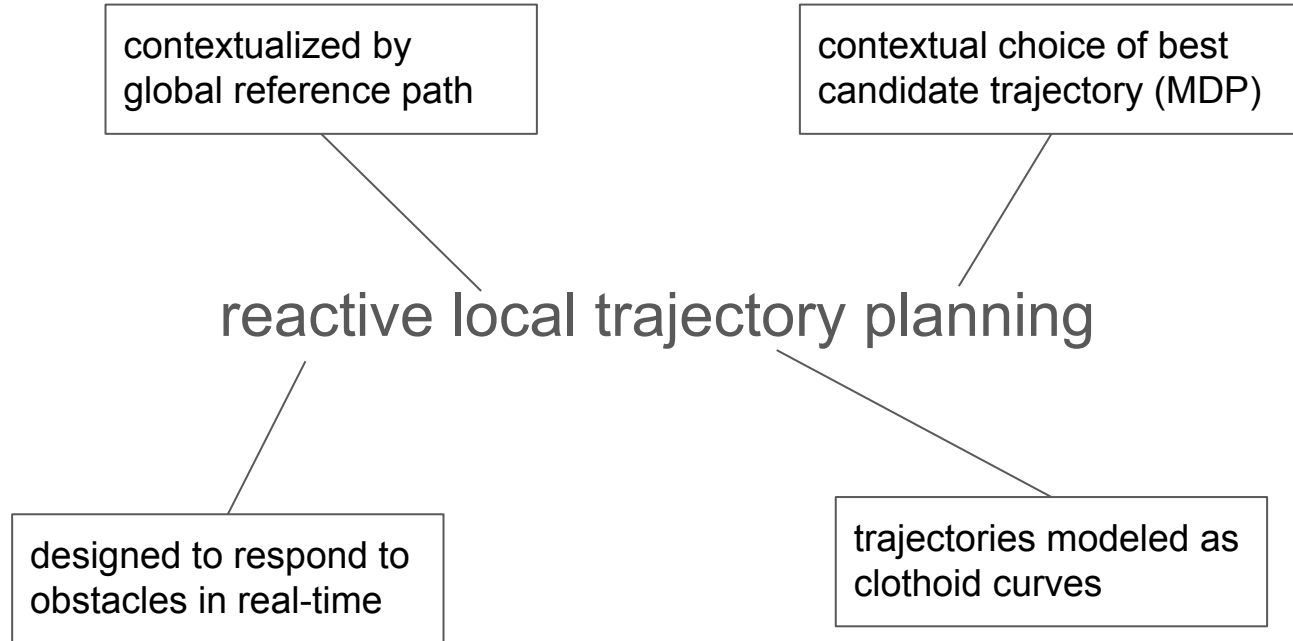 contextualized by
global reference path
contextual choice of best
candidate trajectory (MDP)
reactive local trajectory planning
designed to respond to
obstacles in real-time
trajectories modeled as
clothoid curves